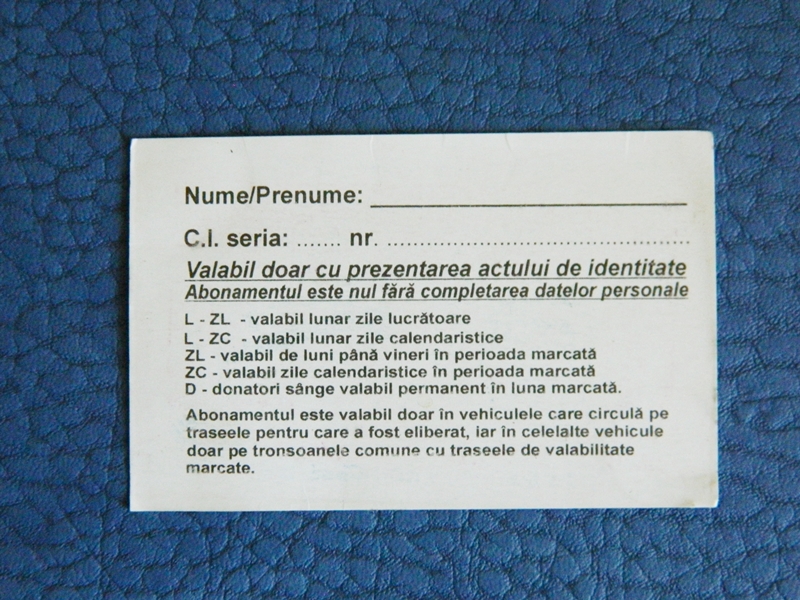 Nume/Prenume: _______________________
C.I. seria: ....... nr. ................................................
Valabil doar cu prezentarea actului de identitate
Abonamentul este nul fără completarea datelor personale
L - ZL - valabil lunar zile lucrătoare
L - ZC - valabil lunar zile calendaristice
ZL - valabil de luni până vineri în perioada marcată
ZC - valabil zile calendaristice în perioada marcată
D - donatori sânge valabil permanent în luna marcată.
Abonamentul este valabil doar în vehiculele care circulă pe
traseele pentru care a fost eliberat, iar în celelalte vehicule
doar pe tronsoanele comune cu traseele de valabilitate
marcate.